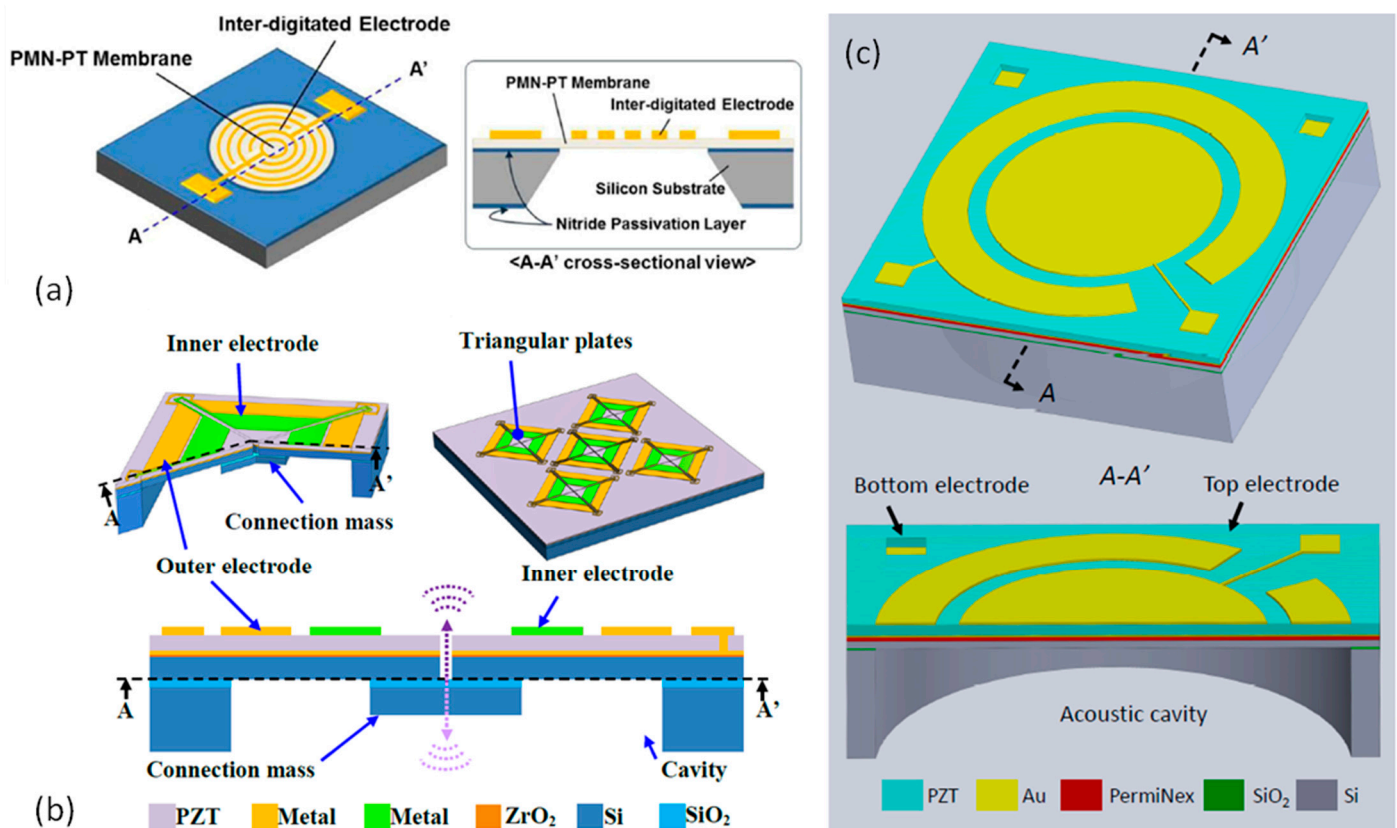 Inter-digitated Electrode
PMN-PT Membrane
A'
A
PMN-PT Membrane
Inter-digitated Electrode
Silicon Substrate
Nitride Passivation Layer
<A-A' cross-sectional view>
(a)
Inner electrode
Triangular plates
A
A'
Connection mass
Outer electrode
Inner electrode
A
A'
Connection mass
Cavity
(b)
PZT
Metal
Metal
ZrO₂
Si
SiO₂
(c)
A'
A
A-A'
Bottom electrode
Top electrode
Acoustic cavity
PZT
Au
PermiNex
SiO₂
Si